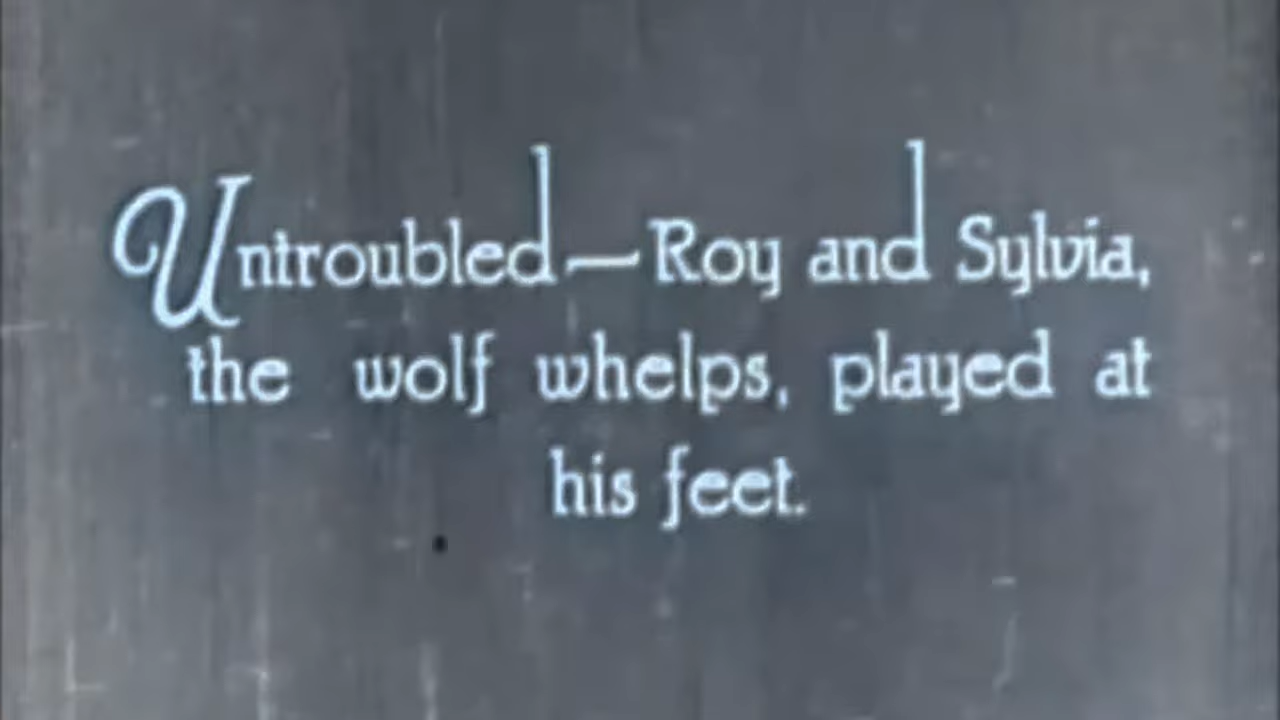 Untroubled—Roy and Sylvia,
the wolf whelps, played at
his feet.